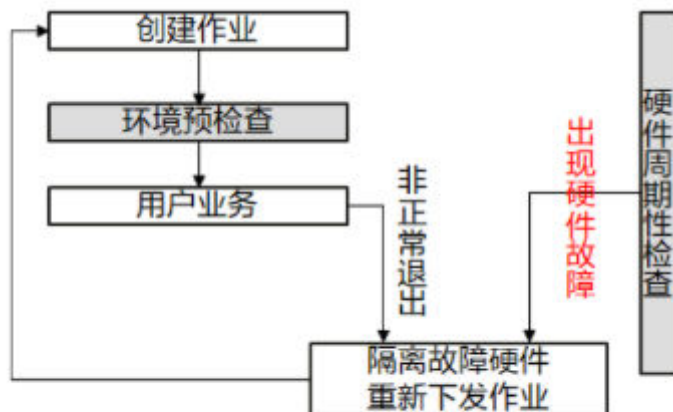 创建作业
环境预检查
用户业务
非正常退出
出现硬件故障
硬件周期性检查
隔离故障硬件
重新下发作业